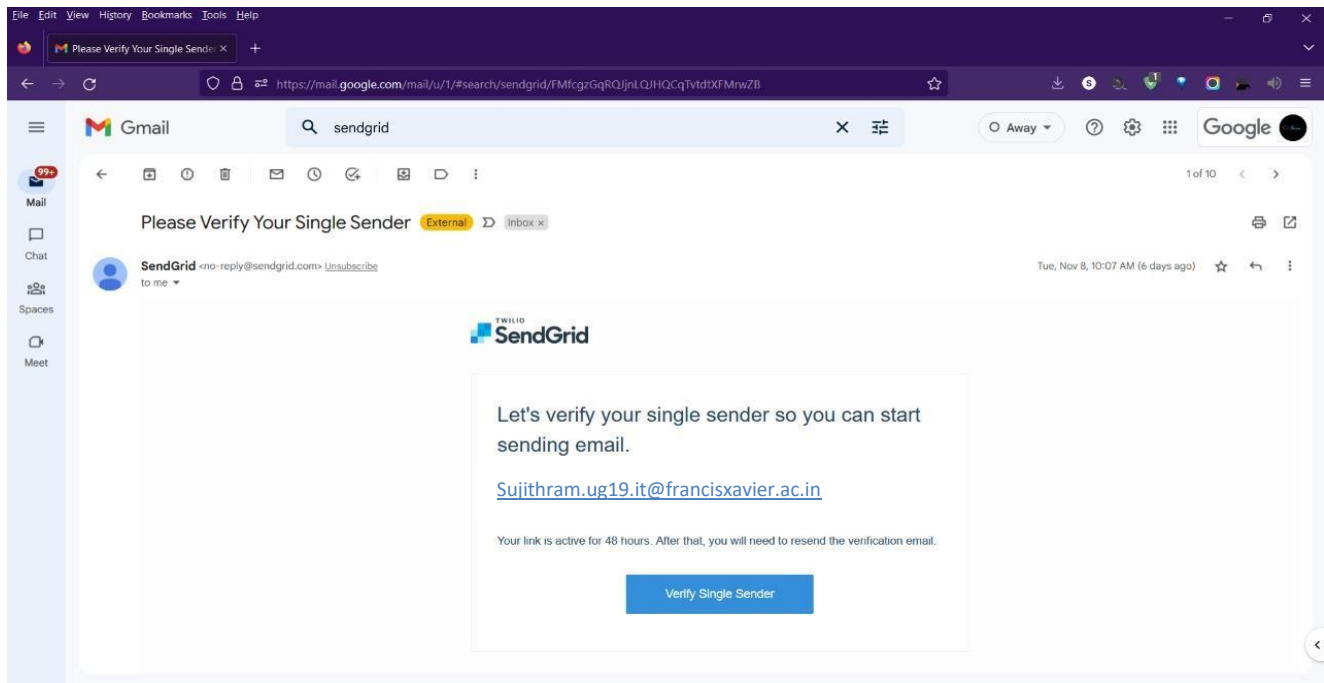 File Edit View History Bookmarks Tools Help
Please Verify Your Single Sender
https://mail.google.com/mail/u/1/#search/sendgrid/FMfcgzGqRQJjnLQJHQCqTvtdtXFMrwZB
Gmail
sendgrid
Away
Google
99+
Mail
Chat
Spaces
Meet
1 of 10
Please Verify Your Single Sender External Inbox ×
SendGrid <no-reply@sendgrid.com> Unsubscribe
Tue, Nov 8, 10:07 AM (6 days ago)
to me
TWILIO
SendGrid
Let's verify your single sender so you can start
sending email.
Sujithram.ug19.it@francisxavier.ac.in
Your link is active for 48 hours. After that, you will need to resend the verification email.
Verify Single Sender